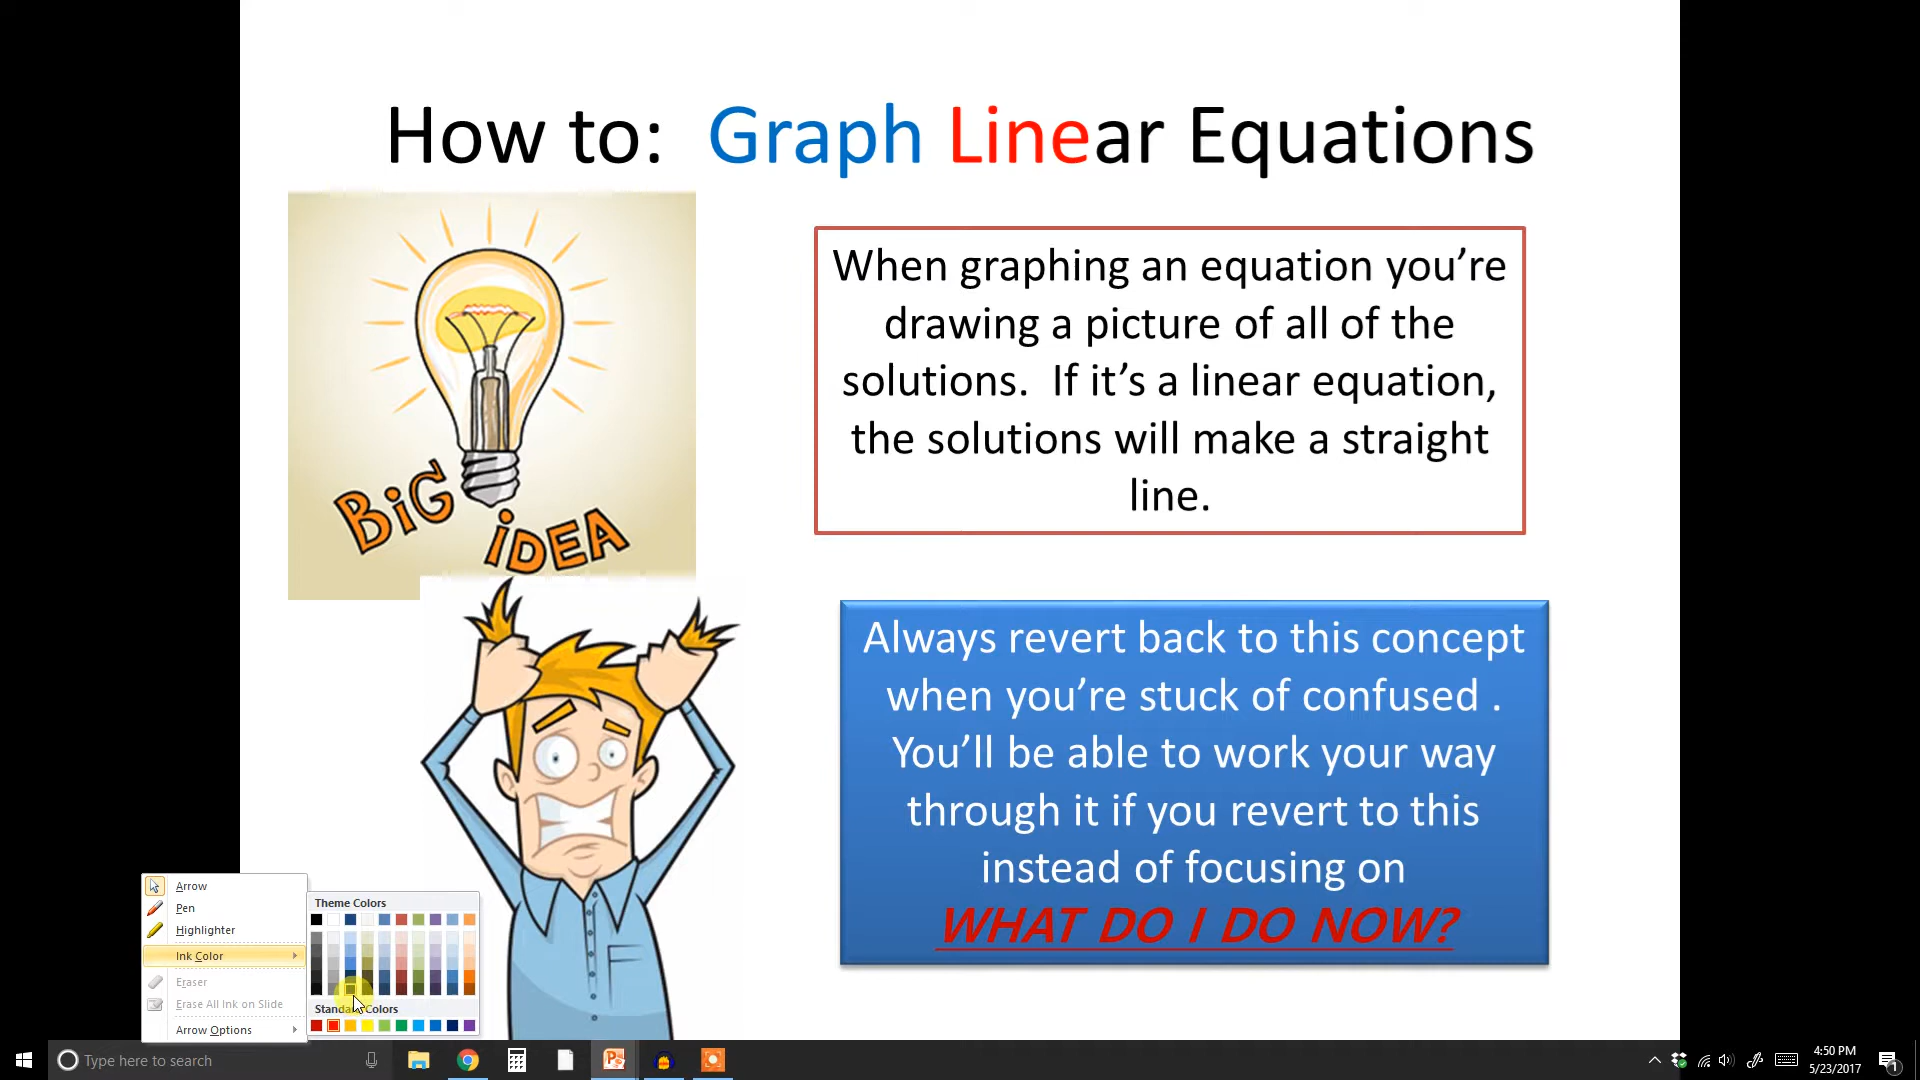 How to:  Graph Linear Equations
BiG
iDEA
When graphing an equation you’re
drawing a picture of all of the
solutions.  If it’s a linear equation,
the solutions will make a straight
line.
Always revert back to this concept
when you’re stuck of confused .
You’ll be able to work your way
through it if you revert to this
instead of focusing on
WHAT DO I DO NOW?
Arrow
Pen
Highlighter
Ink Color
Eraser
Erase All Ink on Slide
Arrow Options
Theme Colors
Standard Colors
Type here to search
4:50 PM
5/23/2017
1